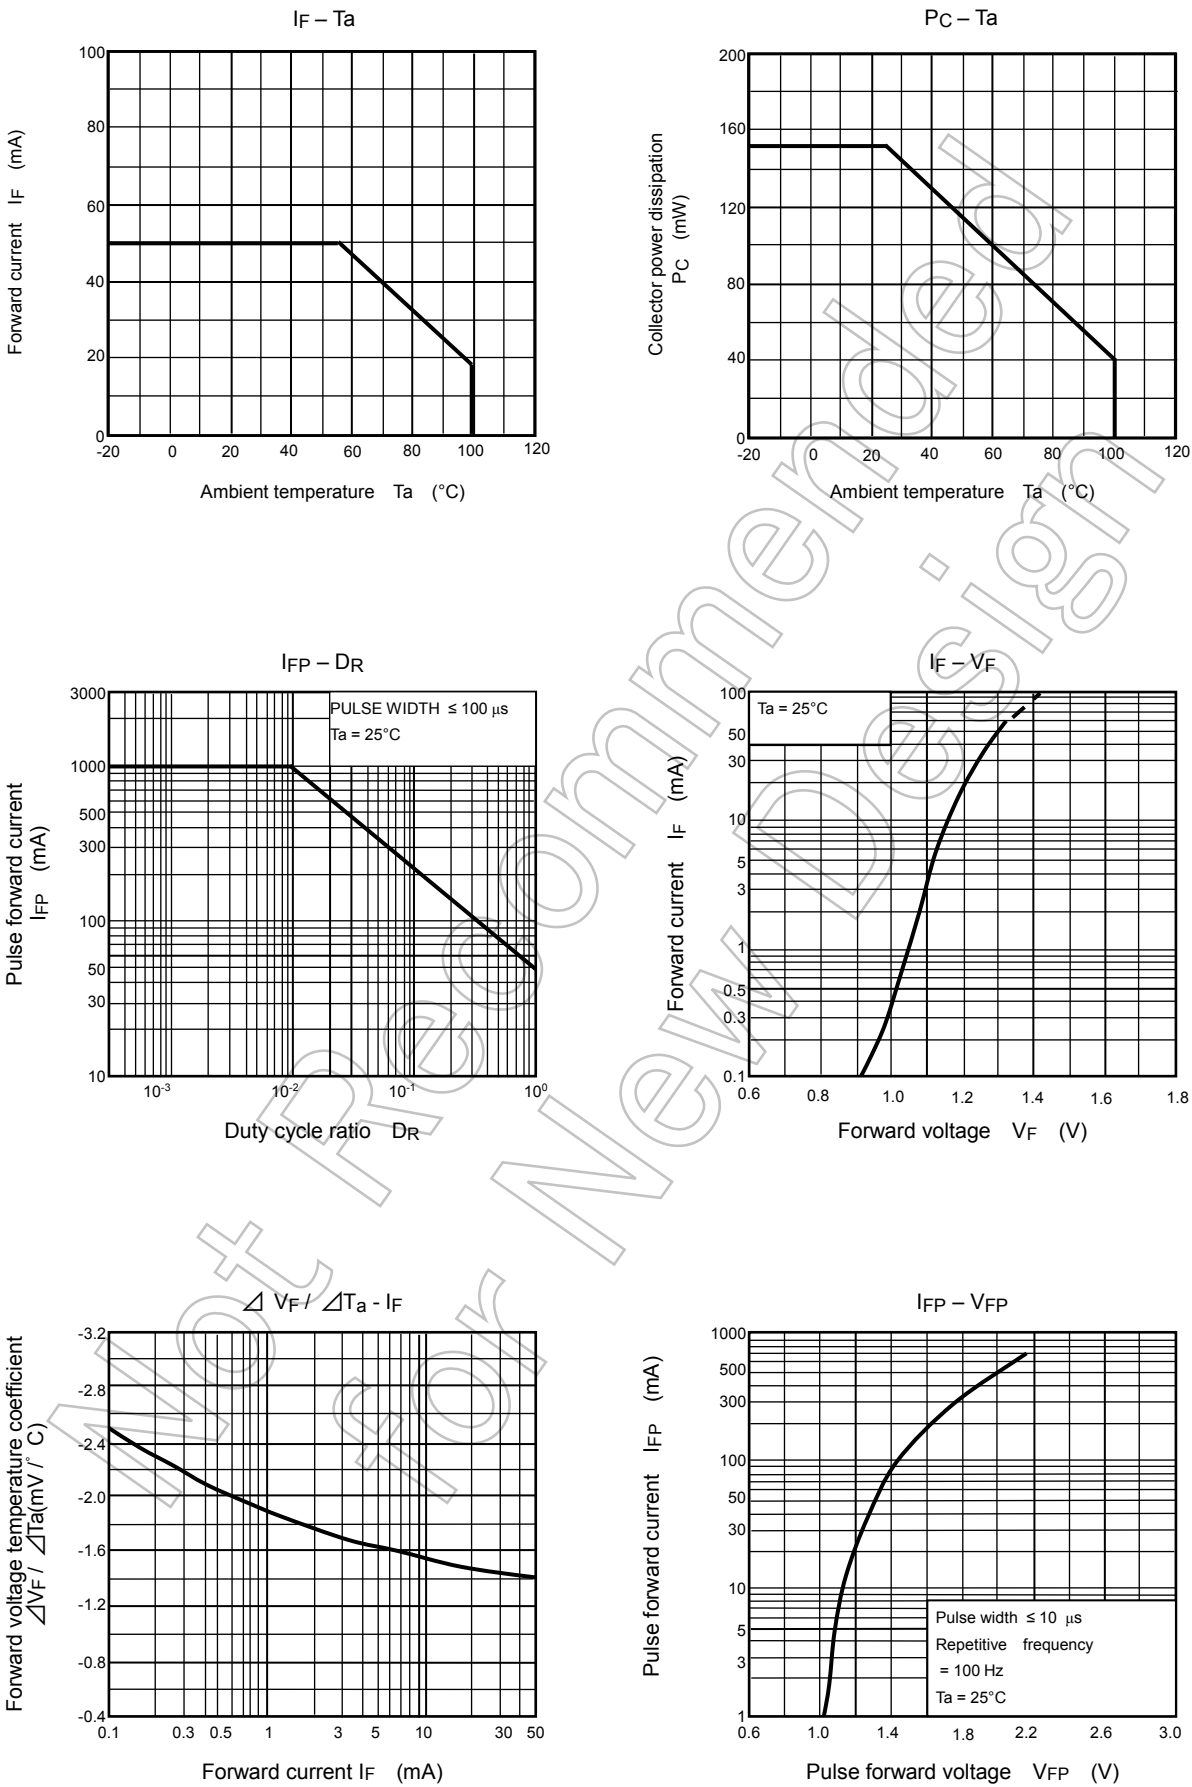 IF – Ta
Forward current IF (mA)
100
80
60
40
20
0
-20 0 20 40 60 80 100 120
Ambient temperature Ta (°C)
PC – Ta
Collector power dissipation
PC (mW)
200
160
120
80
40
0
-20 0 20 40 60 80 100 120
Ambient temperature Ta (°C)
IFP – DR
Pulse forward current
IFP (mA)
3000
1000
500
300
100
50
30
10
PULSE WIDTH ≤ 100 μs
Ta = 25°C
10-3 10-2 10-1 100
Duty cycle ratio DR
IF – VF
Forward current IF (mA)
100
50
30
10
5
3
1
0.5
0.3
0.1
Ta = 25°C
0.6 0.8 1.0 1.2 1.4 1.6 1.8
Forward voltage VF (V)
⊿ VF / ⊿Ta - IF
Forward voltage temperature coefficient
⊿VF / ⊿Ta(mV /° C)
-3.2
-2.8
-2.4
-2.0
-1.6
-1.2
-0.8
-0.4
0.1 0.3 0.5 1 3 5 10 30 50
Forward current IF (mA)
IFP – VFP
Pulse forward current IFP (mA)
1000
500
300
100
50
30
10
5
3
1
Pulse width ≤ 10 μs
Repetitive frequency
= 100 Hz
Ta = 25°C
0.6 1.0 1.4 1.8 2.2 2.6 3.0
Pulse forward voltage VFP (V)
Not Recommended
for New Design